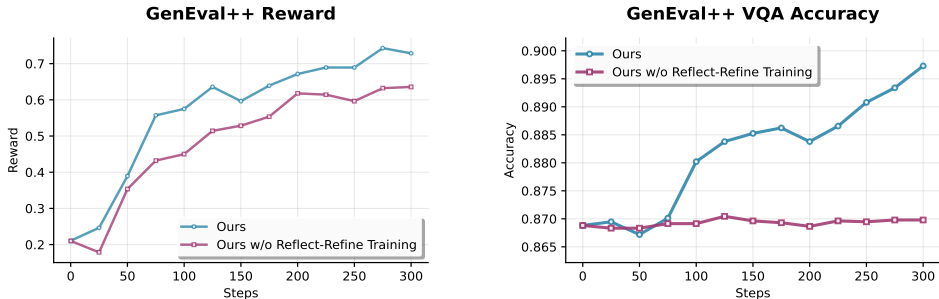 GenEval++ Reward
0.7
0.6
0.5
0.4
0.3
0.2
Reward
Ours
Ours w/o Reflect-Refine Training
0
50
100
150
200
250
300
Steps
GenEval++ VQA Accuracy
0.900
0.895
0.890
0.885
0.880
0.875
0.870
0.865
Accuracy
Ours
Ours w/o Reflect-Refine Training
0
50
100
150
200
250
300
Steps